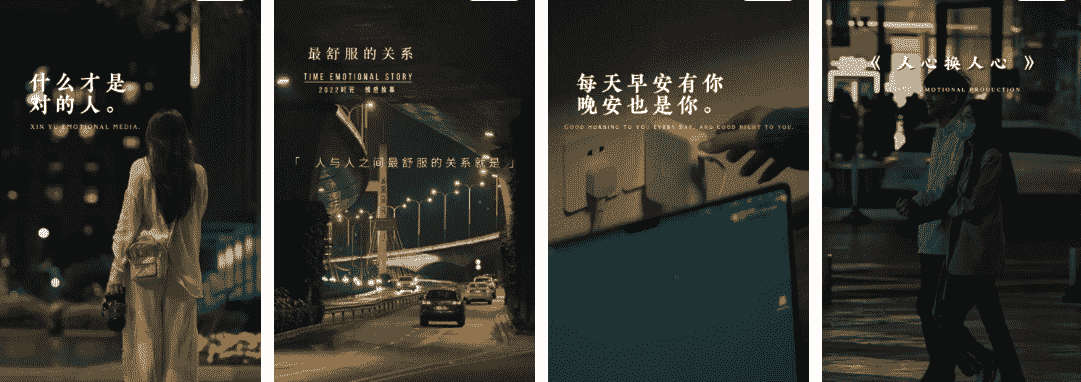 什么才是
对的人。
XIN YU EMOTIONAL MEDIA.
最舒服的关系
TIME EMOTIONAL STORY
2022时光 情感故事
「 人与人之间最舒服的关系就是 」
每天早安有你
晚安也是你。
GOOD MORNING TO YOU EVERY DAY, AND GOOD NIGHT TO YOU.
《 人心换人心 》
EMOTIONAL PRODUCTION